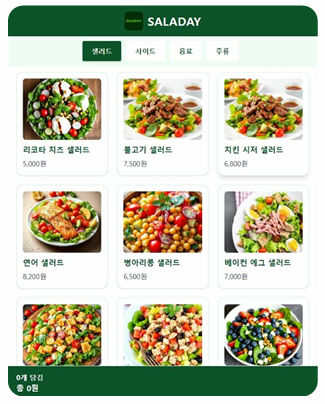 SALADAY
샐러드 사이드 음료 주류
리코타 치즈 샐러드
5,000원
불고기 샐러드
7,500원
치킨 시저 샐러드
6,800원
연어 샐러드
8,200원
병아리콩 샐러드
6,500원
베이컨 에그 샐러드
7,000원
0개 담김
총 0원